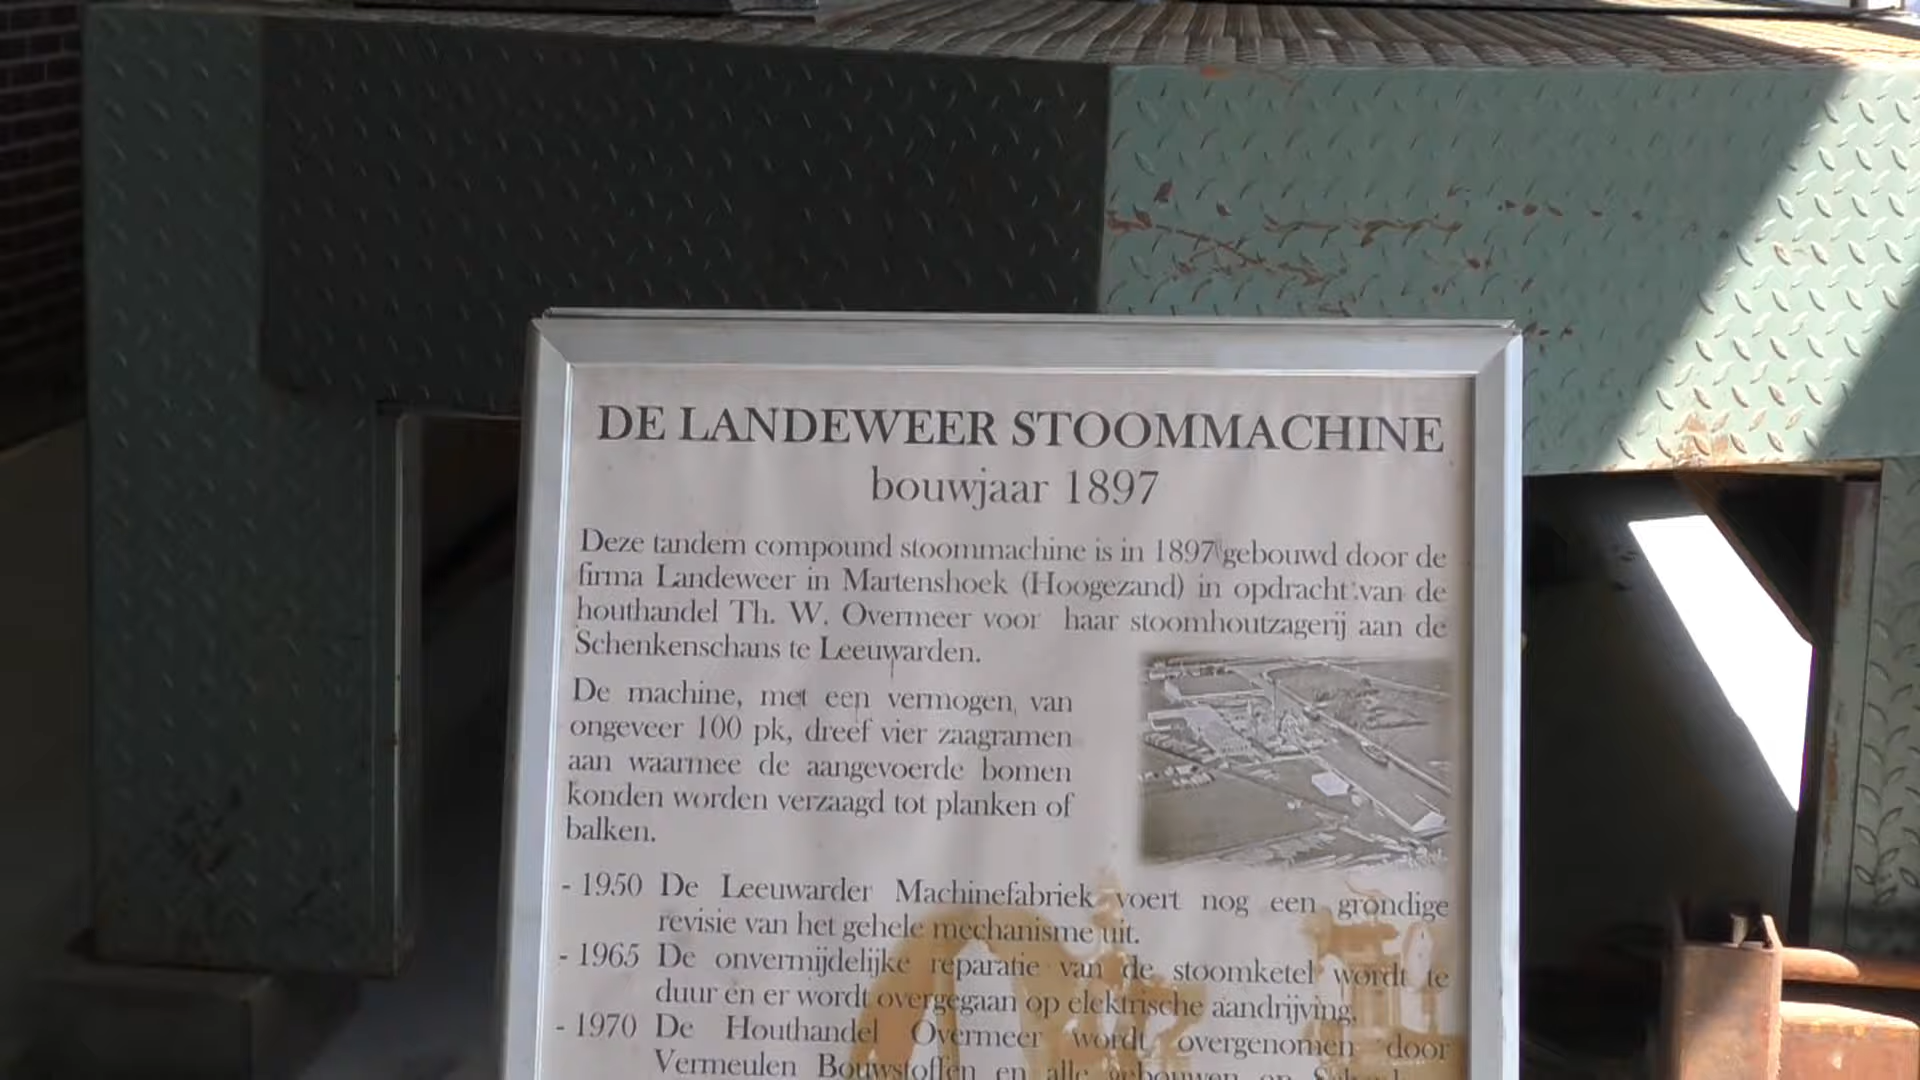 DE LANDEWEER STOOMMACHINE
bouwjaar 1897
Deze tandem compound stoommachine is in 1897 gebouwd door de
firma Landeweer in Martenshoek (Hoogezand) in opdracht van de
houthandel Th. W. Overmeer voor haar stoomhoutzagerij aan de
Schenkenschans te Leeuwarden.
De machine, met een vermogen van
ongeveer 100 pk, dreef vier zaagramen
aan waarmee de aangevoerde bomen
konden worden verzaagd tot planken of
balken.
- 1950 De Leeuwarder Machinefabriek voert nog een grondige
revisie van het gehele mechanisme uit.
- 1965 De onvermijdelijke reparatie van de stoomketel wordt te
duur en er wordt overgegaan op elektrische aandrijving.
- 1970 De Houthandel Overmeer wordt overgenomen door
Vermeulen Bouwstoffen en alle gebouwen op